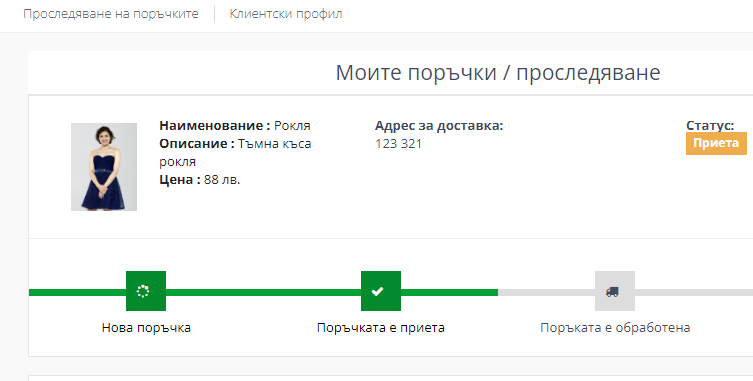 Проследяване на поръчките
Клиентски профил
Моите поръчки / проследяване
Наименование : Рокля
Описание : Тъмна къса
рокля
Цена : 88 лв.
Адрес за доставка:
123 321
Статус:
Приета
Нова поръчка
Поръчката е приета
Поръката е обработена